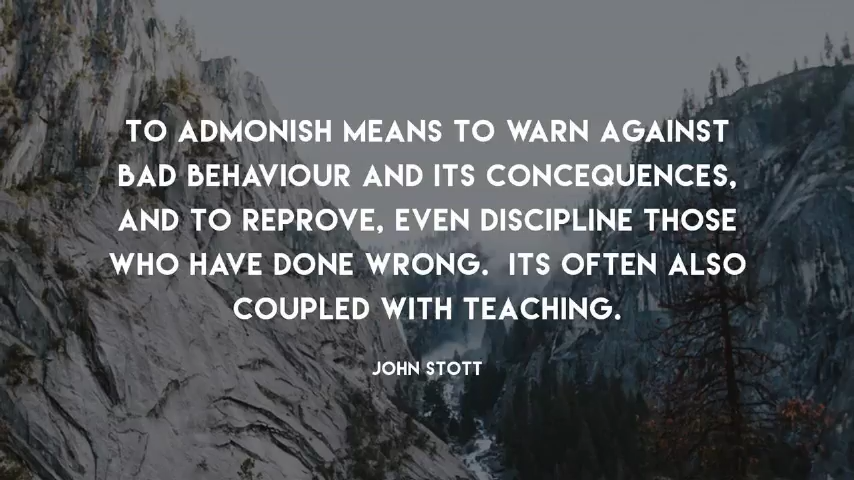 TO ADMONISH MEANS TO WARN AGAINST
BAD BEHAVIOUR AND ITS CONCEQUENCES,
AND TO REPROVE, EVEN DISCIPLINE THOSE
WHO HAVE DONE WRONG.  ITS OFTEN ALSO
COUPLED WITH TEACHING.
JOHN STOTT